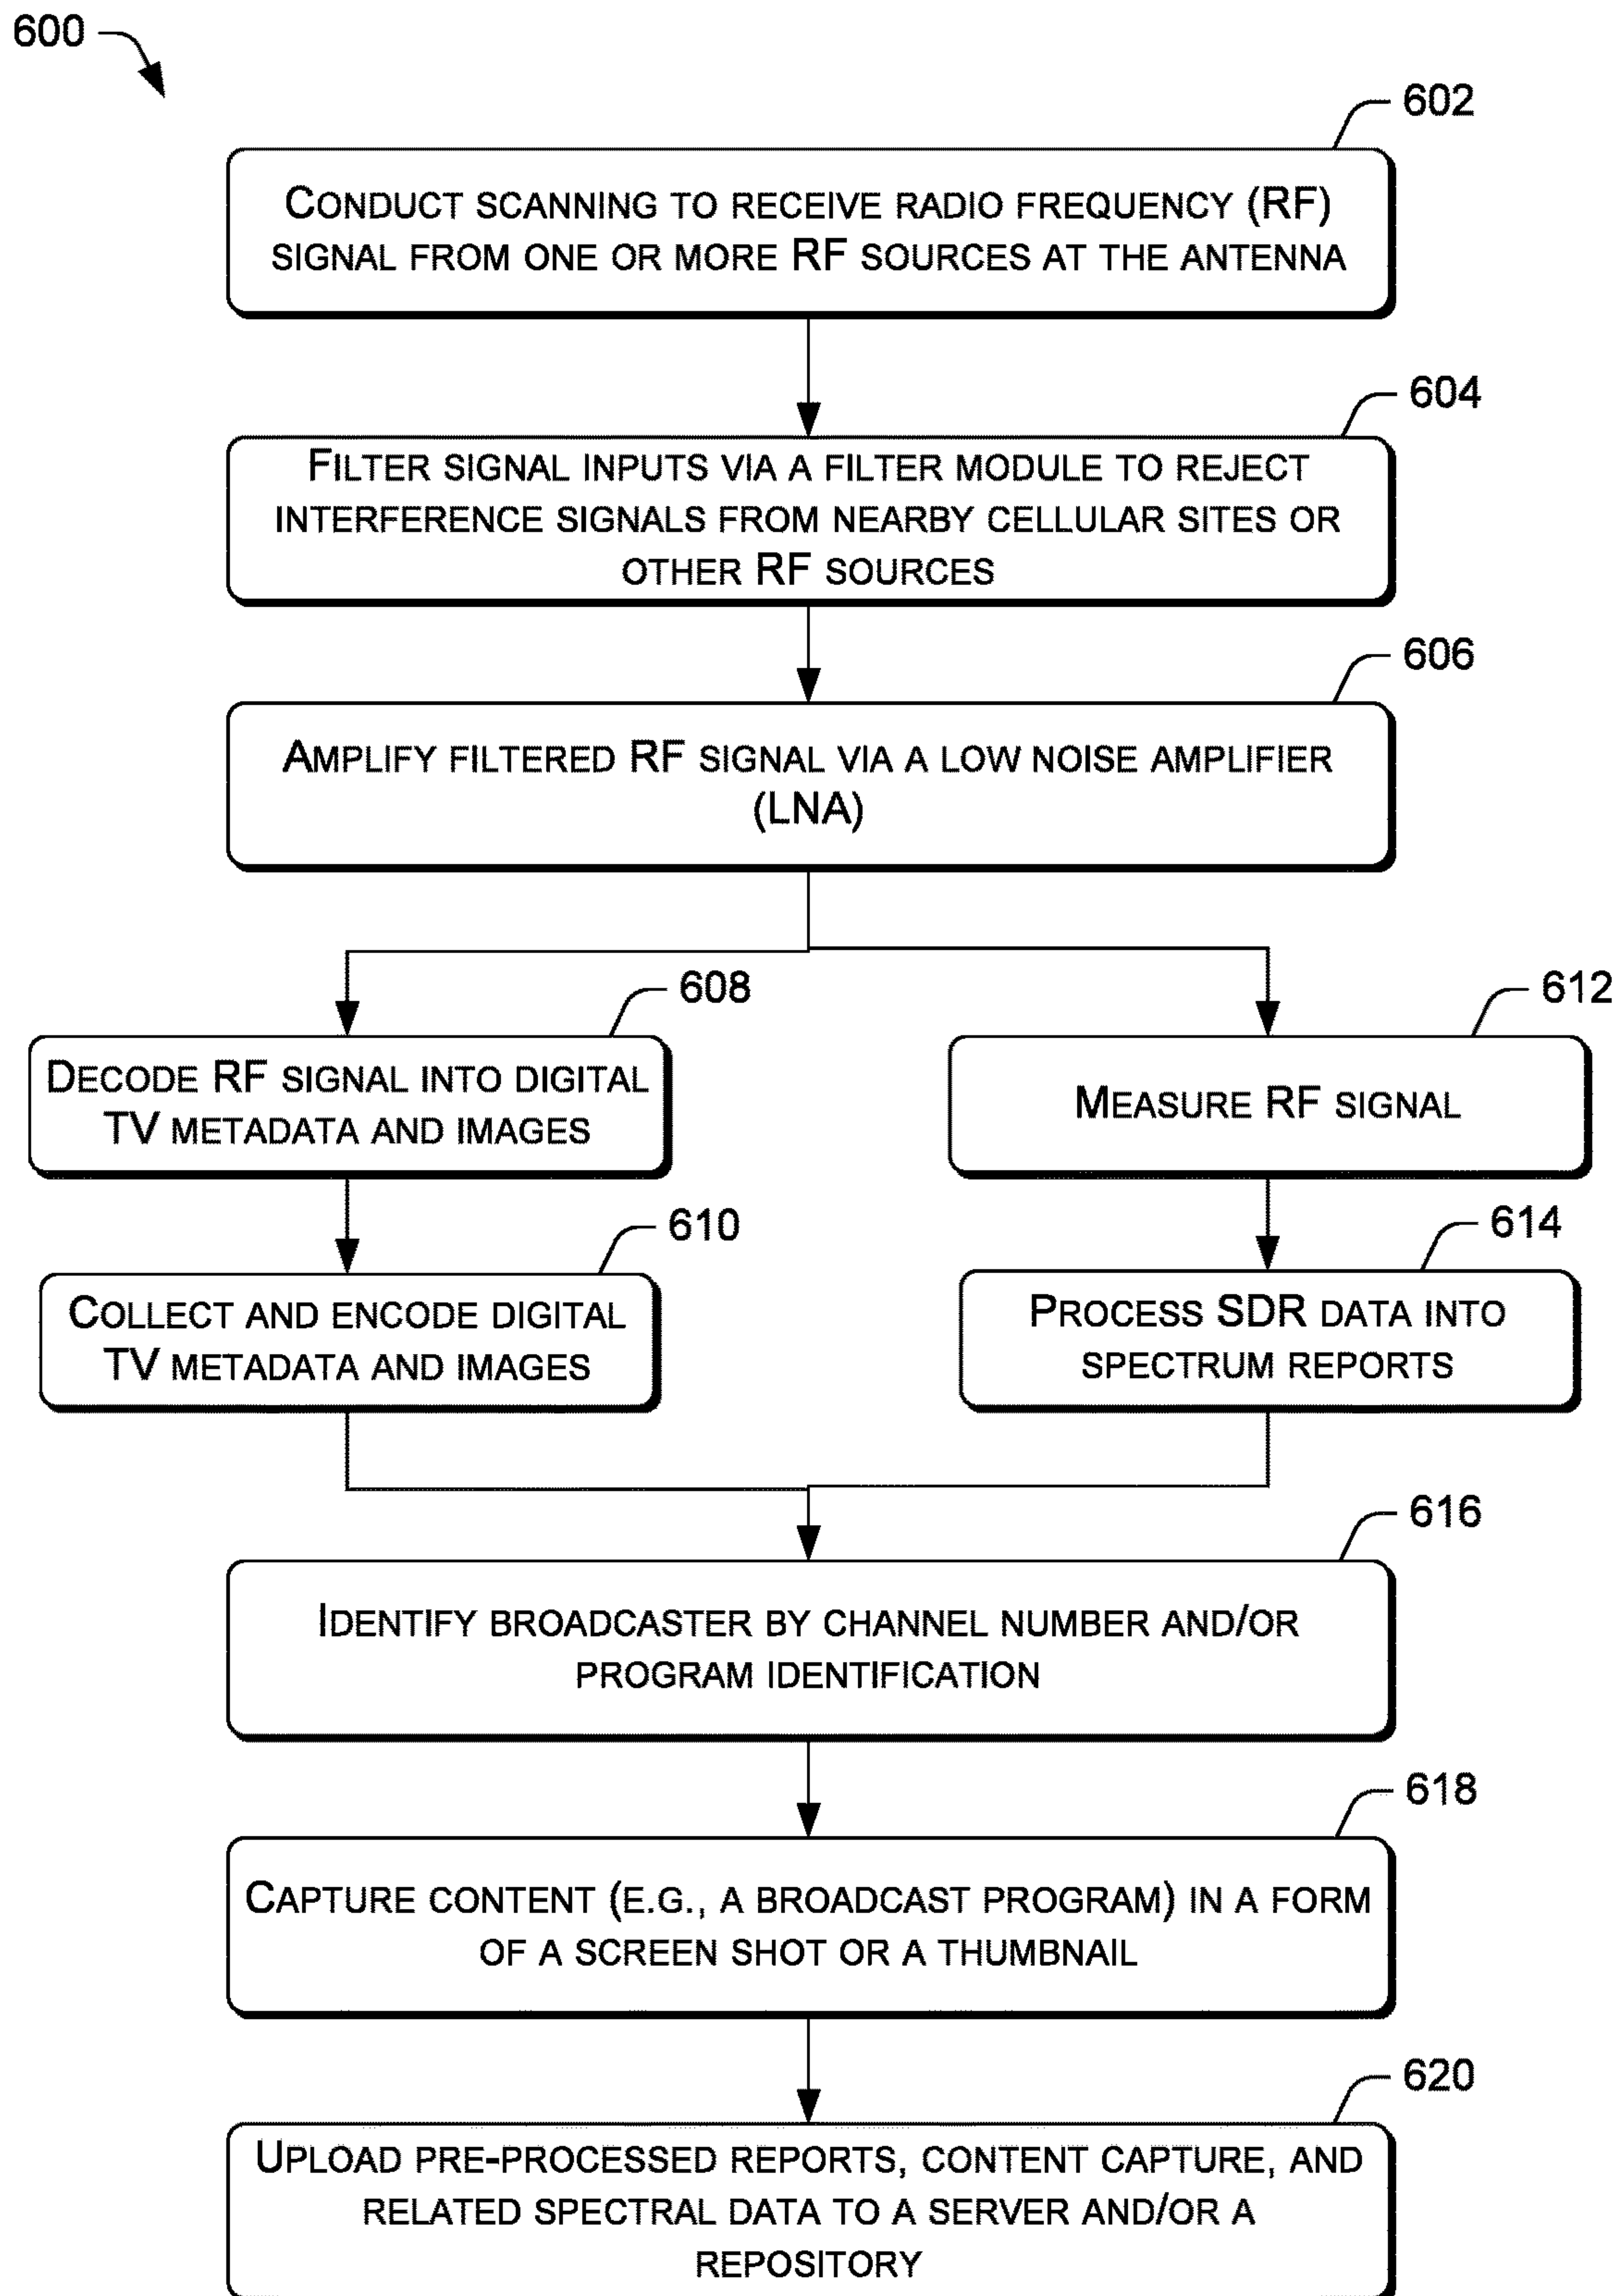 600
602
CONDUCT SCANNING TO RECEIVE RADIO FREQUENCY (RF)
SIGNAL FROM ONE OR MORE RF SOURCES AT THE ANTENNA
604
FILTER SIGNAL INPUTS VIA A FILTER MODULE TO REJECT
INTERFERENCE SIGNALS FROM NEARBY CELLULAR SITES OR
OTHER RF SOURCES
606
AMPLIFY FILTERED RF SIGNAL VIA A LOW NOISE AMPLIFIER
(LNA)
608
DECODE RF SIGNAL INTO DIGITAL
TV METADATA AND IMAGES
610
COLLECT AND ENCODE DIGITAL
TV METADATA AND IMAGES
612
MEASURE RF SIGNAL
614
PROCESS SDR DATA INTO
SPECTRUM REPORTS
616
IDENTIFY BROADCASTER BY CHANNEL NUMBER AND/OR
PROGRAM IDENTIFICATION
618
CAPTURE CONTENT (E.G., A BROADCAST PROGRAM) IN A FORM
OF A SCREEN SHOT OR A THUMBNAIL
620
UPLOAD PRE-PROCESSED REPORTS, CONTENT CAPTURE, AND
RELATED SPECTRAL DATA TO A SERVER AND/OR A
REPOSITORY